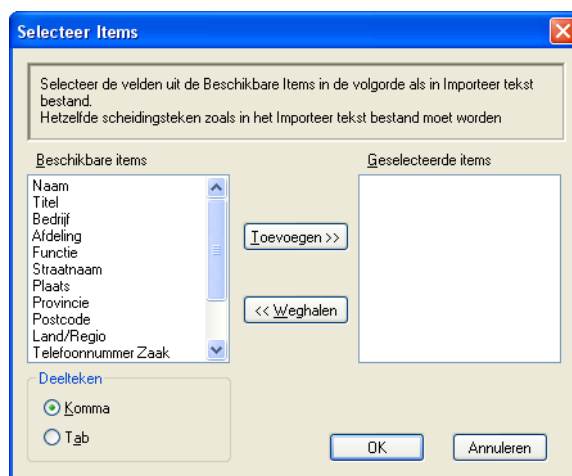 Selecteer Items
Selecteer de velden uit de Beschikbare Items in de volgorde als in Importeer tekst
bestand.
Hetzelfde scheidingsteken zoals in het Importeer tekst bestand moet worden
Beschikbare items
Geselecteerde items
Naam
Titel
Bedrijf
Afdeling
Functie
Straatnaam
Plaats
Provincie
Postcode
Land/Regio
Telefoonnummer Zaak
Toevoegen >>
<< Weghalen
Deelteken
Komma
Tab
OK
Annuleren